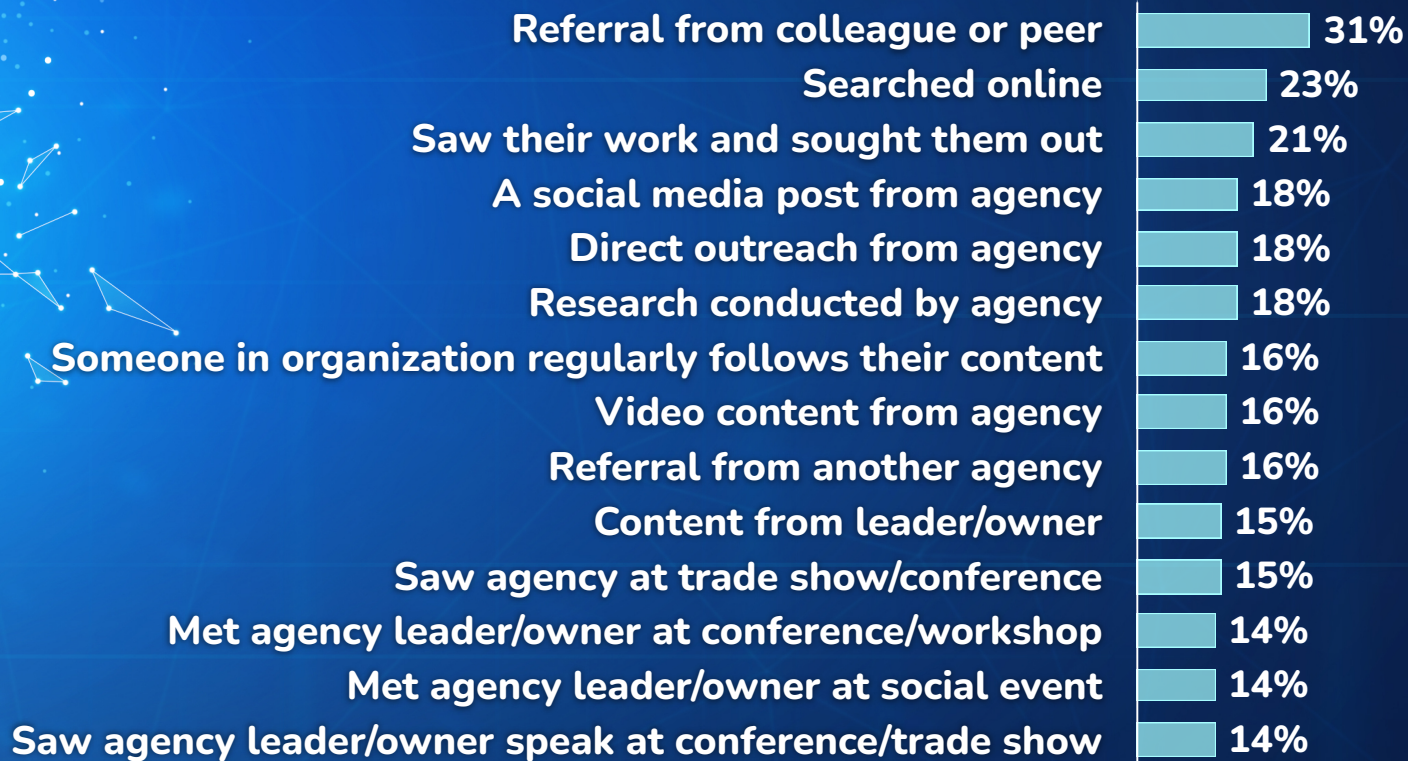 Referral from colleague or peer 31%
Searched online 23%
Saw their work and sought them out 21%
A social media post from agency 18%
Direct outreach from agency 18%
Research conducted by agency 18%
Someone in organization regularly follows their content 16%
Video content from agency 16%
Referral from another agency 16%
Content from leader/owner 15%
Saw agency at trade show/conference 15%
Met agency leader/owner at conference/workshop 14%
Met agency leader/owner at social event 14%
Saw agency leader/owner speak at conference/trade show 14%